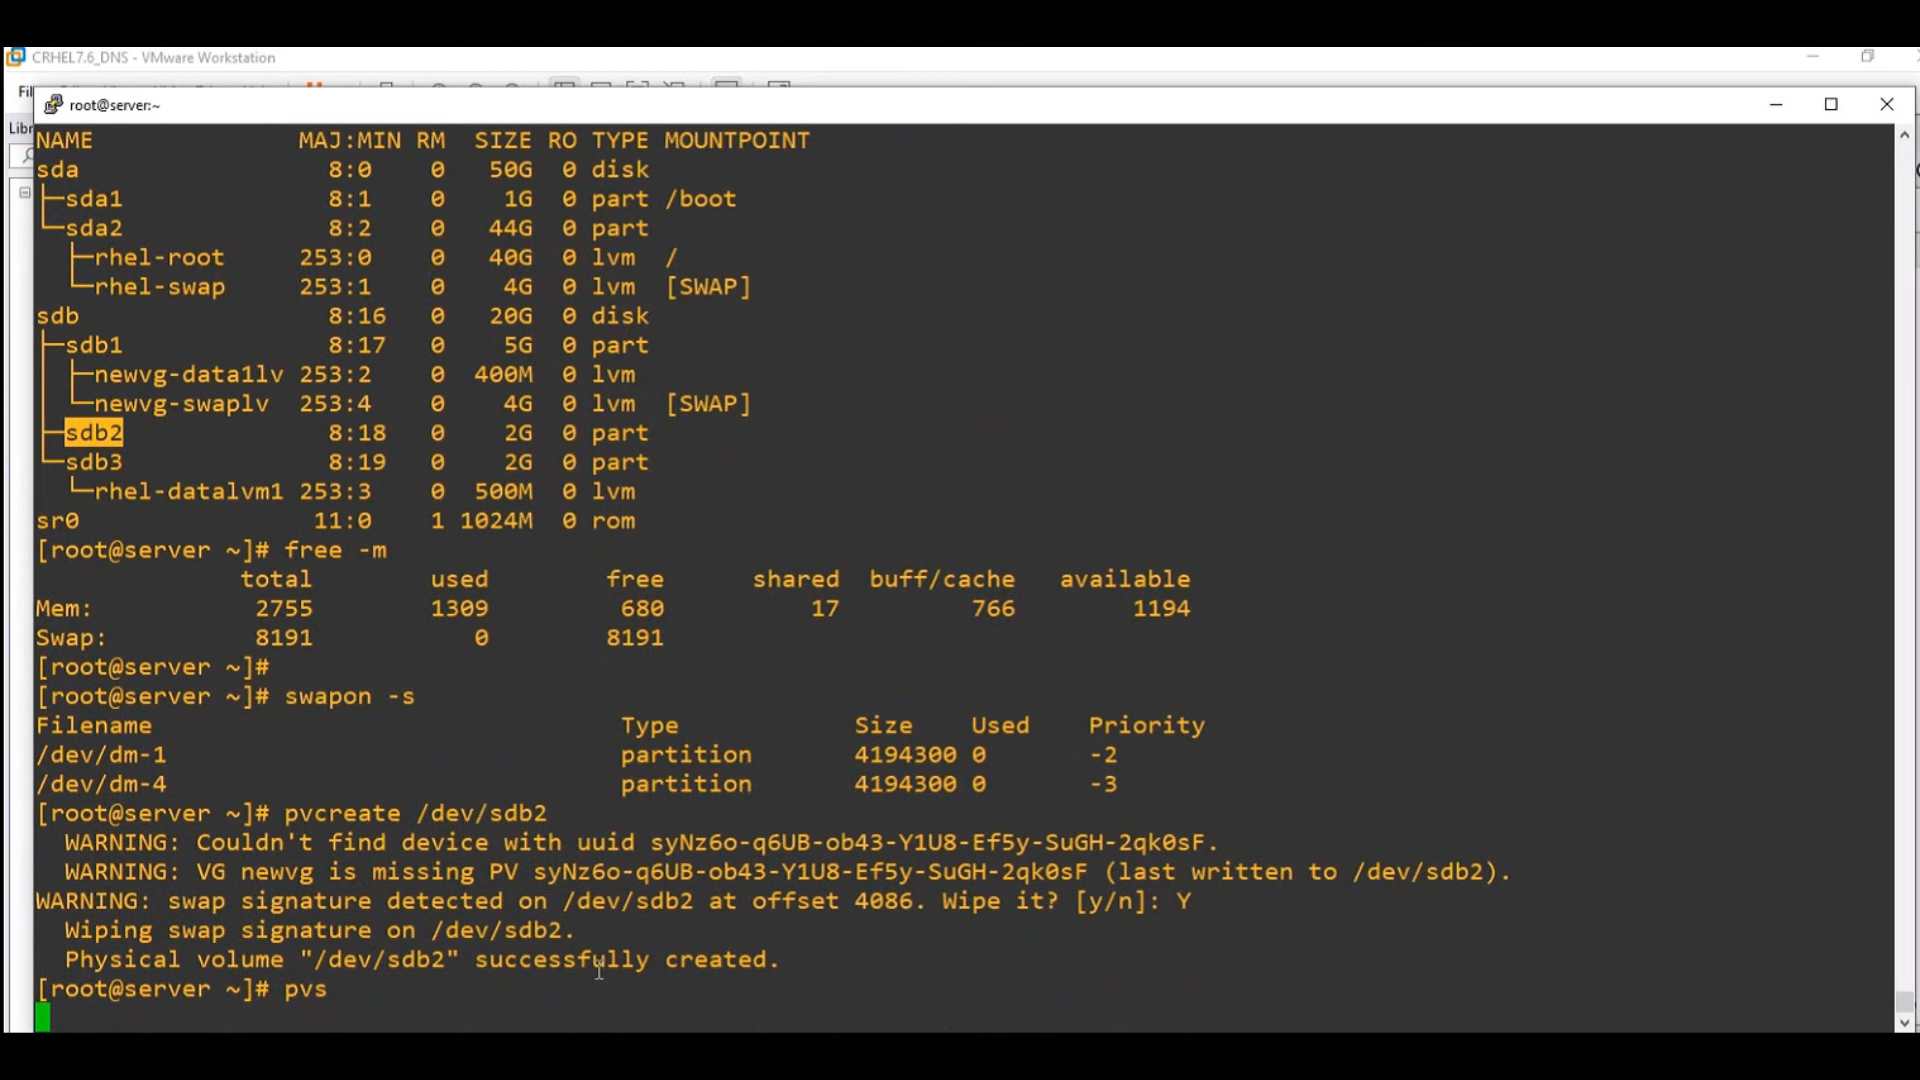 CRHEL7.6_DNS - VMware Workstation
root@server:~
Libr
NAME MAJ:MIN RM SIZE RO TYPE MOUNTPOINT
sda 8:0 0 50G 0 disk
├─sda1 8:1 0 1G 0 part /boot
└─sda2 8:2 0 44G 0 part
├─rhel-root 253:0 0 40G 0 lvm /
└─rhel-swap 253:1 0 4G 0 lvm [SWAP]
sdb 8:16 0 20G 0 disk
├─sdb1 8:17 0 5G 0 part
│ ├─newvg-data1lv 253:2 0 400M 0 lvm
│ └─newvg-swaplv 253:4 0 4G 0 lvm [SWAP]
├─sdb2 8:18 0 2G 0 part
└─sdb3 8:19 0 2G 0 part
└─rhel-datalvm1 253:3 0 500M 0 lvm
sr0 11:0 1 1024M 0 rom
[root@server ~]# free -m
total used free shared buff/cache available
Mem: 2755 1309 680 17 766 1194
Swap: 8191 0 8191
[root@server ~]#
[root@server ~]# swapon -s
Filename Type Size Used Priority
/dev/dm-1 partition 4194300 0 -2
/dev/dm-4 partition 4194300 0 -3
[root@server ~]# pvcreate /dev/sdb2
WARNING: Couldn't find device with uuid syNz6o-q6UB-ob43-Y1U8-Ef5y-SuGH-2qk0sF.
WARNING: VG newvg is missing PV syNz6o-q6UB-ob43-Y1U8-Ef5y-SuGH-2qk0sF (last written to /dev/sdb2).
WARNING: swap signature detected on /dev/sdb2 at offset 4086. Wipe it? [y/n]: Y
Wiping swap signature on /dev/sdb2.
Physical volume "/dev/sdb2" successfully created.
[root@server ~]# pvs